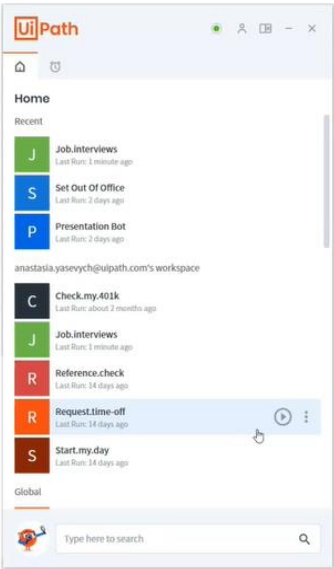 UiPath
Home
Recent
J
Job.interviews
Last Run: 1 minute ago
S
Set Out Of Office
Last Run: 2 days ago
P
Presentation Bot
Last Run: 2 days ago
anastasia.yasevych@uipath.com's workspace
C
Check.my.401k
Last Run: about 2 months ago
J
Job.interviews
Last Run: 1 minute ago
R
Reference.check
Last Run: 14 days ago
R
Request.time-off
Last Run: 14 days ago
S
Start.my.day
Last Run: 14 days ago
Global
Type here to search